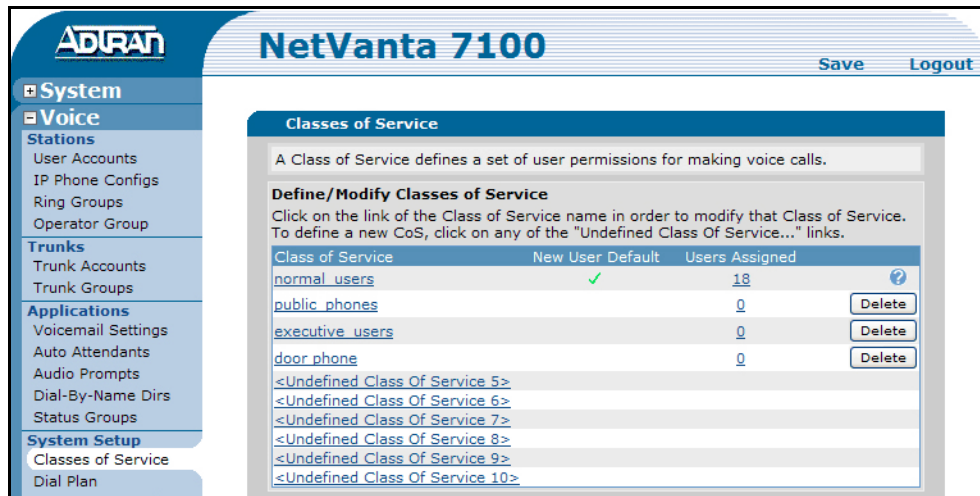 ADTRAN
NetVanta 7100
Save Logout
System
Voice
Stations
User Accounts
IP Phone Configs
Ring Groups
Operator Group
Trunks
Trunk Accounts
Trunk Groups
Applications
Voicemail Settings
Auto Attendants
Audio Prompts
Dial-By-Name Dirs
Status Groups
System Setup
Classes of Service
Dial Plan
Classes of Service
A Class of Service defines a set of user permissions for making voice calls.
Define/Modify Classes of Service
Click on the link of the Class of Service name in order to modify that Class of Service.
To define a new CoS, click on any of the "Undefined Class Of Service..." links.
Class of Service New User Default Users Assigned
normal_users ✓ 18 ?
public_phones 0 Delete
executive_users 0 Delete
door phone 0 Delete
<Undefined Class Of Service 5>
<Undefined Class Of Service 6>
<Undefined Class Of Service 7>
<Undefined Class Of Service 8>
<Undefined Class Of Service 9>
<Undefined Class Of Service 10>